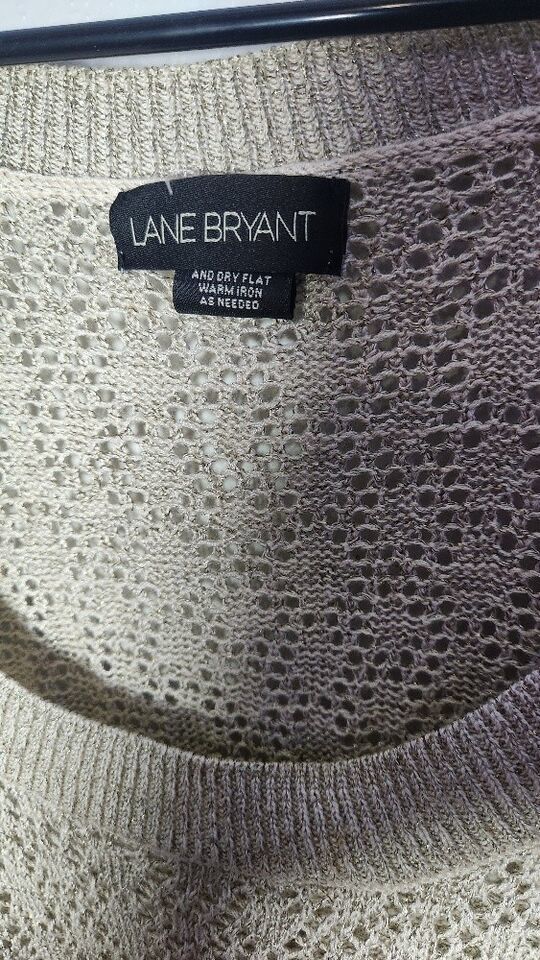 LANE BRYANT
AND DRY FLAT
WARM IRON
AS NEEDED